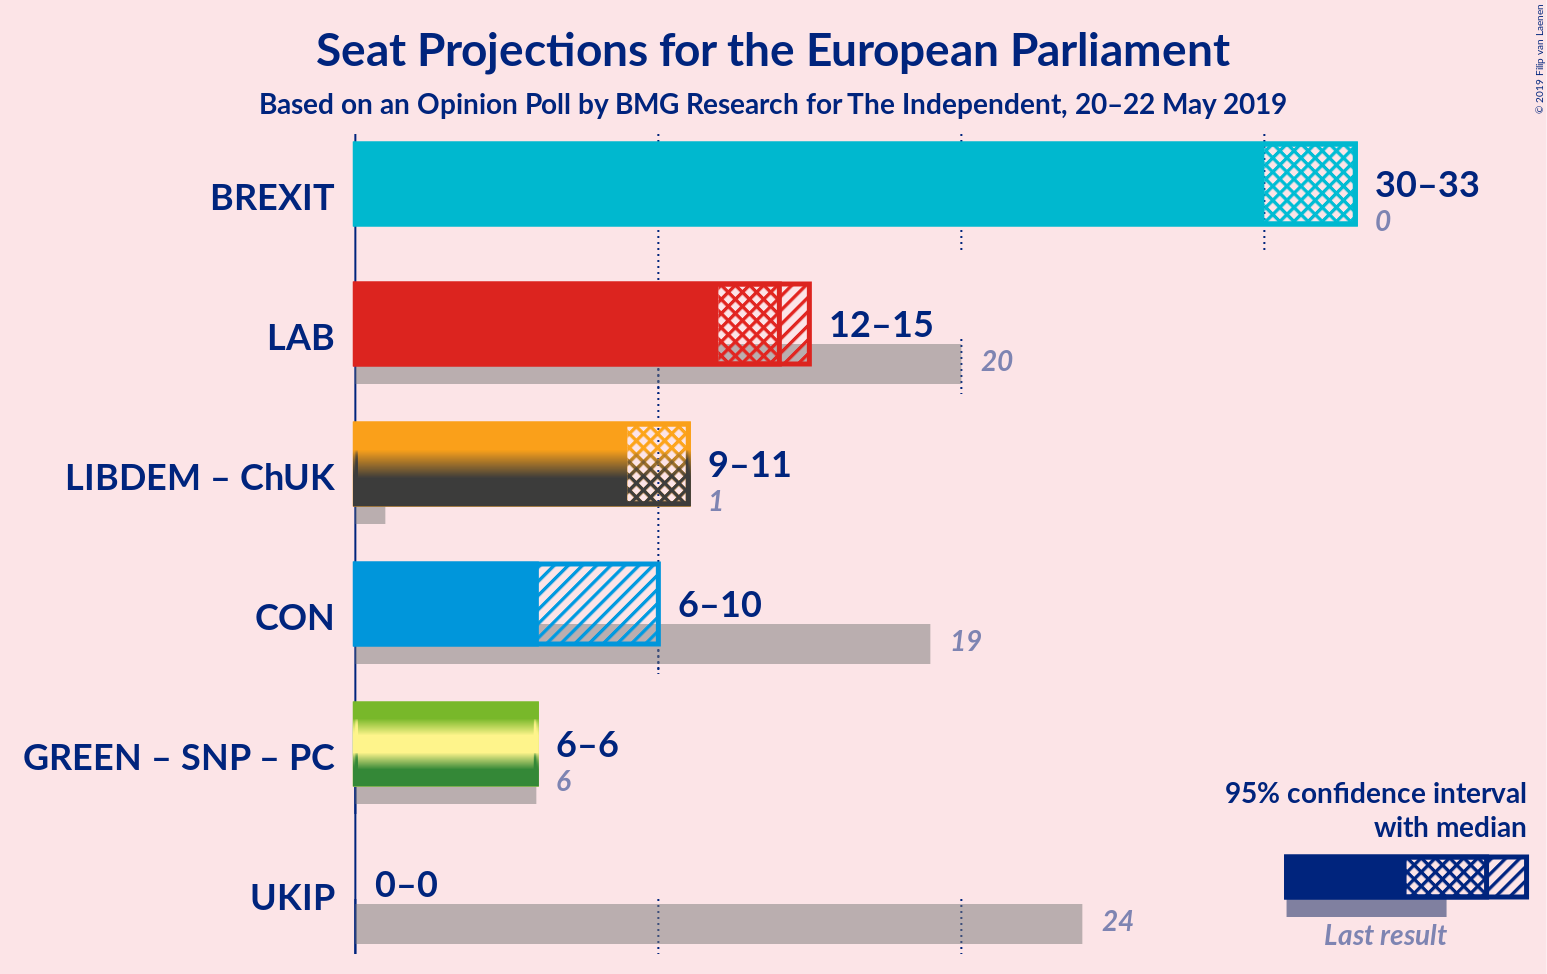 Seat Projections for the European Parliament
Based on an Opinion Poll by BMG Research for The Independent, 20–22 May 2019
© 2019 Filip van Laenen
BREXIT
30–33
0
LAB
12–15
20
LIBDEM – ChUK
9–11
1
CON
6–10
19
GREEN – SNP – PC
6–6
6
UKIP
0–0
24
95% confidence interval
with median
Last result